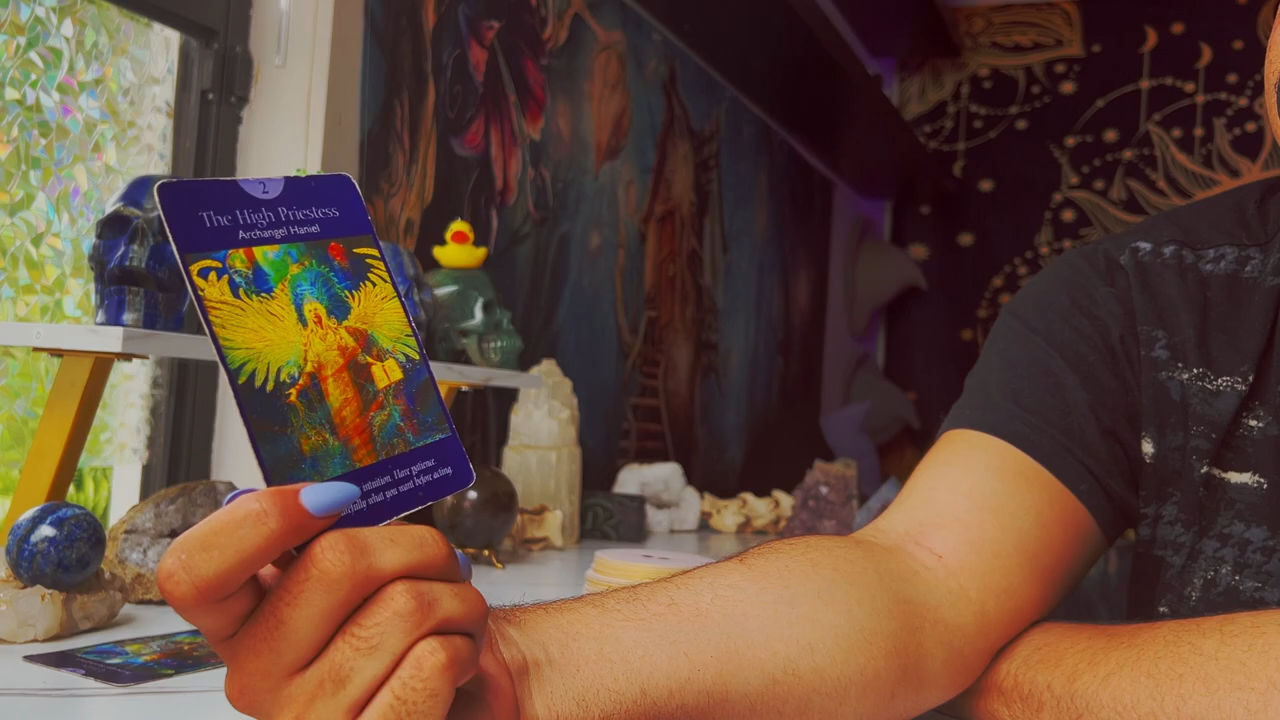 2
The High Priestess
Archangel Haniel
intuition. Have patience.
what you want before acting.